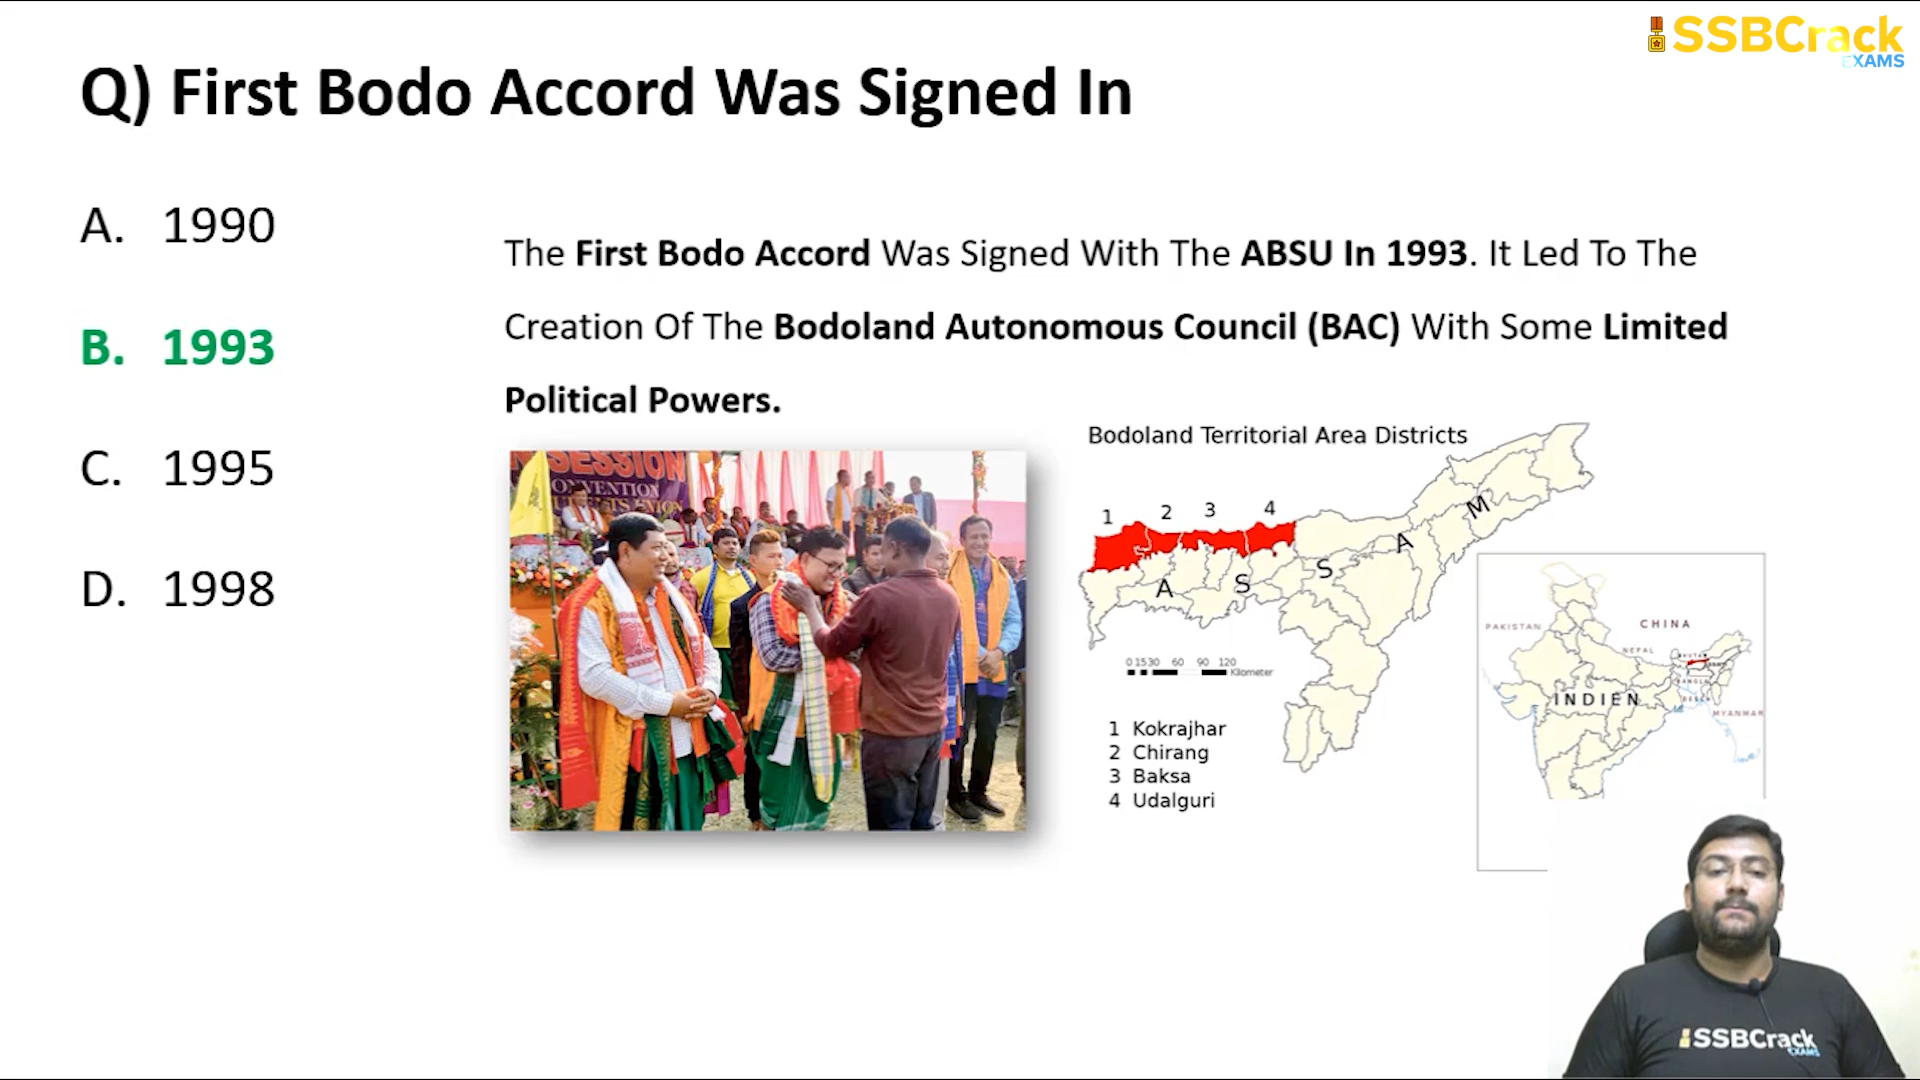 SSBCrack
EXAMS
Q) First Bodo Accord Was Signed In
A. 1990
B. 1993
C. 1995
D. 1998
The First Bodo Accord Was Signed With The ABSU In 1993. It Led To The
Creation Of The Bodoland Autonomous Council (BAC) With Some Limited
Political Powers.
SESSION
CONVENTION
Bodoland Territorial Area Districts
1 2 3 4
A S S A M
0 15 30 60 90 120
Kilometer
1 Kokrajhar
2 Chirang
3 Baksa
4 Udalguri
PAKISTAN
CHINA
NEPAL
INDIEN
MYANMAR
SSBCrack
EXAMS